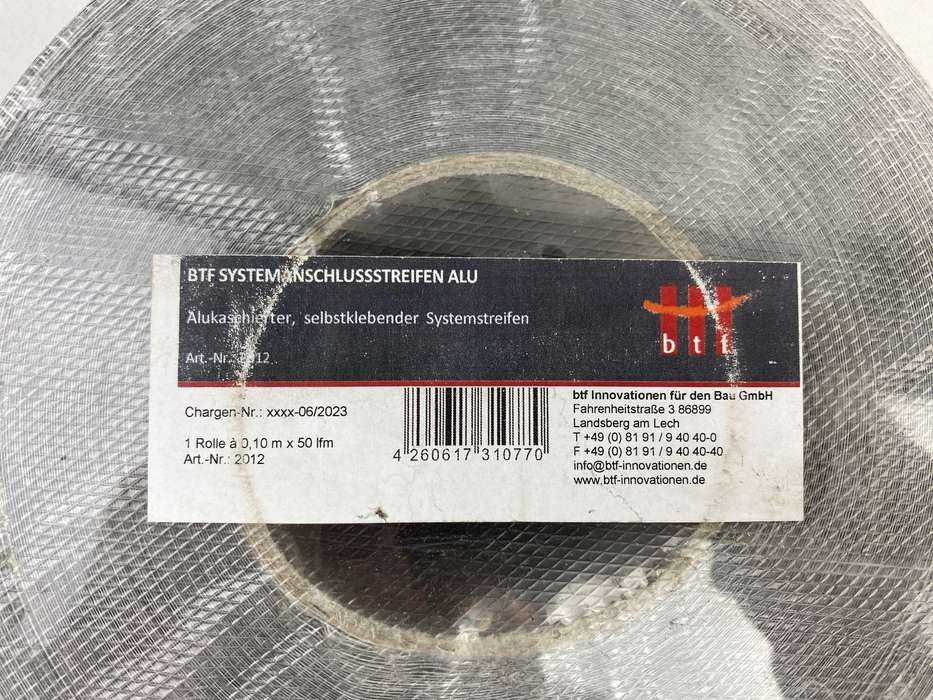 BTF SYSTEMANSCHLUSSSTREIFEN ALU
Alukaschierter, selbstklebender Systemstreifen
Art.-Nr.: 2012
btf
Chargen-Nr.: xxxx-06/2023
1 Rolle à 0,10 m x 50 lfm
Art.-Nr.: 2012
4 260617 310770
btf Innovationen für den Bau GmbH
Fahrenheitstraße 3 86899
Landsberg am Lech
T +49 (0) 81 91 / 9 40 40-0
F +49 (0) 81 91 / 9 40 40-40
info@btf-innovationen.de
www.btf-innovationen.de